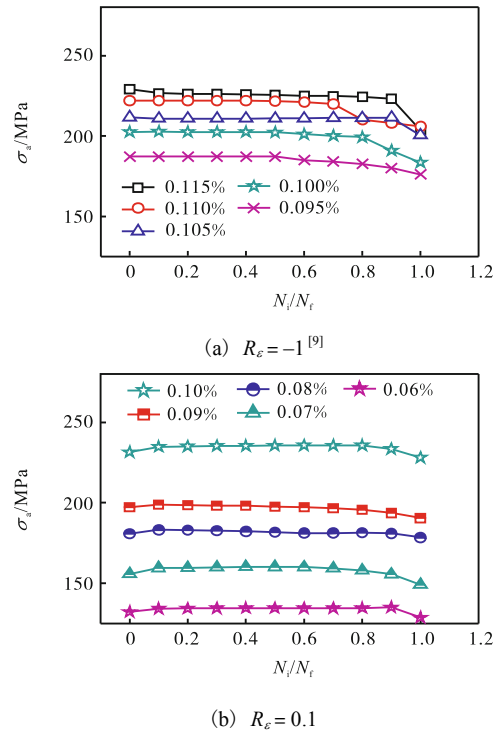 250
200
150
σa/MPa
0.115% 0.100%
0.110% 0.095%
0.105%
0 0.2 0.4 0.6 0.8 1.0 1.2
Ni/Nf
(a) Rε = −1 [9]
0.10% 0.08% 0.06%
0.09% 0.07%
250
200
150
σa/MPa
0 0.2 0.4 0.6 0.8 1.0 1.2
Ni/Nf
(b) Rε = 0.1